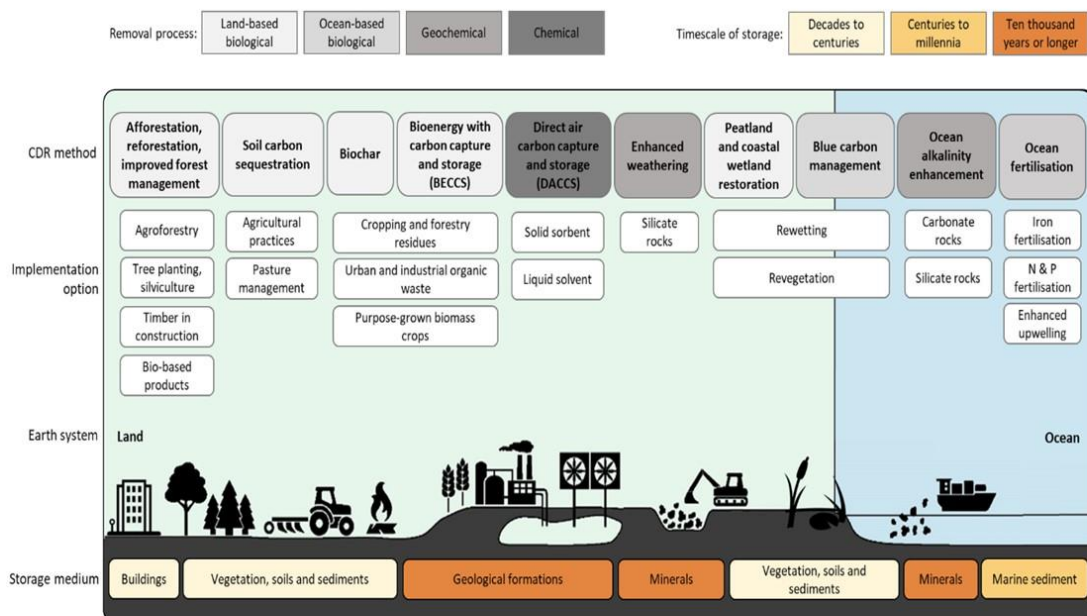 Removal process:
Land-based
biological
Ocean-based
biological
Geochemical
Chemical
Timescale of storage:
Decades to
centuries
Centuries to
millennia
Ten thousand
years or longer
CDR method
Afforestation,
reforestation,
improved forest
management
Soil carbon
sequestration
Biochar
Bioenergy with
carbon capture
and storage
(BECCS)
Direct air
carbon capture
and storage
(DACCS)
Enhanced
weathering
Peatland
and coastal
wetland
restoration
Blue carbon
management
Ocean
alkalinity
enhancement
Ocean
fertilisation
Implementation
option
Agroforestry
Tree planting,
silviculture
Timber in
construction
Bio-based
products
Agricultural
practices
Pasture
management
Cropping and forestry
residues
Urban and industrial organic
waste
Purpose-grown biomass
crops
Solid sorbent
Liquid solvent
Silicate
rocks
Rewetting
Revegetation
Carbonate
rocks
Silicate rocks
Iron
fertilisation
N & P
fertilisation
Enhanced
upwelling
Earth system
Land
Ocean
Storage medium
Buildings
Vegetation, soils and sediments
Geological formations
Minerals
Vegetation, soils and
sediments
Minerals
Marine sediment